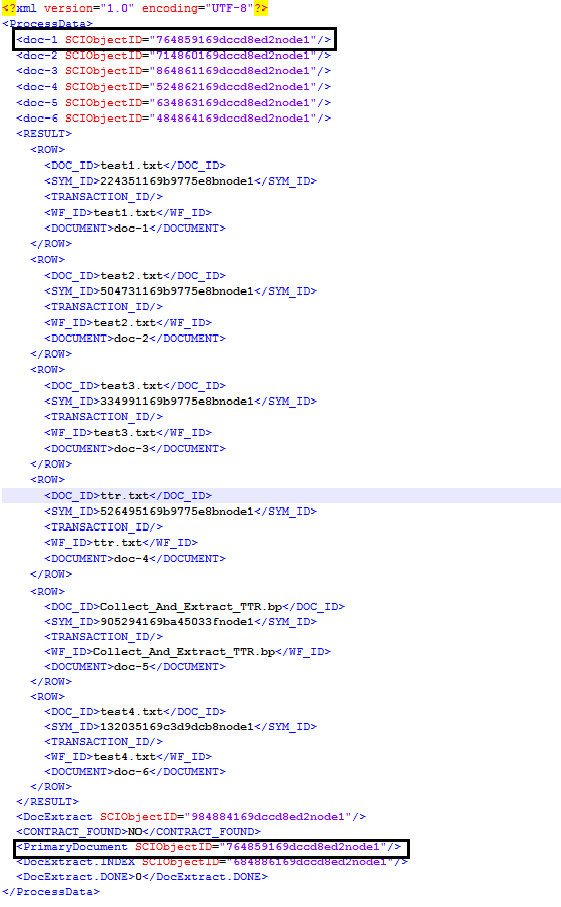 <?xml version="1.0" encoding="UTF-8"?>
<ProcessData>
<doc-1 SCIObjectID="764859169dccd8ed2node1"/>
<doc-2 SCIObjectID="714860169dccd8ed2node1"/>
<doc-3 SCIObjectID="864861169dccd8ed2node1"/>
<doc-4 SCIObjectID="524862169dccd8ed2node1"/>
<doc-5 SCIObjectID="634863169dccd8ed2node1"/>
<doc-6 SCIObjectID="484864169dccd8ed2node1"/>
<RESULT>
<ROW>
<DOC_ID>test1.txt</DOC_ID>
<SYM_ID>224351169b9775e8bnode1</SYM_ID>
<TRANSACTION_ID/>
<WF_ID>test1.txt</WF_ID>
<DOCUMENT>doc-1</DOCUMENT>
</ROW>
<ROW>
<DOC_ID>test2.txt</DOC_ID>
<SYM_ID>504731169b9775e8bnode1</SYM_ID>
<TRANSACTION_ID/>
<WF_ID>test2.txt</WF_ID>
<DOCUMENT>doc-2</DOCUMENT>
</ROW>
<ROW>
<DOC_ID>test3.txt</DOC_ID>
<SYM_ID>334991169b9775e8bnode1</SYM_ID>
<TRANSACTION_ID/>
<WF_ID>test3.txt</WF_ID>
<DOCUMENT>doc-3</DOCUMENT>
</ROW>
<ROW>
<DOC_ID>ttr.txt</DOC_ID>
<SYM_ID>526495169b9775e8bnode1</SYM_ID>
<TRANSACTION_ID/>
<WF_ID>ttr.txt</WF_ID>
<DOCUMENT>doc-4</DOCUMENT>
</ROW>
<ROW>
<DOC_ID>Collect_And_Extract_TTR.bp</DOC_ID>
<SYM_ID>905294169ba45033fnode1</SYM_ID>
<TRANSACTION_ID/>
<WF_ID>Collect_And_Extract_TTR.bp</WF_ID>
<DOCUMENT>doc-5</DOCUMENT>
</ROW>
<ROW>
<DOC_ID>test4.txt</DOC_ID>
<SYM_ID>132035169c3d9dcb8node1</SYM_ID>
<TRANSACTION_ID/>
<WF_ID>test4.txt</WF_ID>
<DOCUMENT>doc-6</DOCUMENT>
</ROW>
</RESULT>
<DocExtract SCIObjectID="984884169dccd8ed2node1"/>
<CONTRACT_FOUND>NO</CONTRACT_FOUND>
<PrimaryDocument SCIObjectID="764859169dccd8ed2node1"/>
<DocExtract.INDEX SCIObjectID="684886169dccd8ed2node1"/>
<DocExtract.DONE>0</DocExtract.DONE>
</ProcessData>